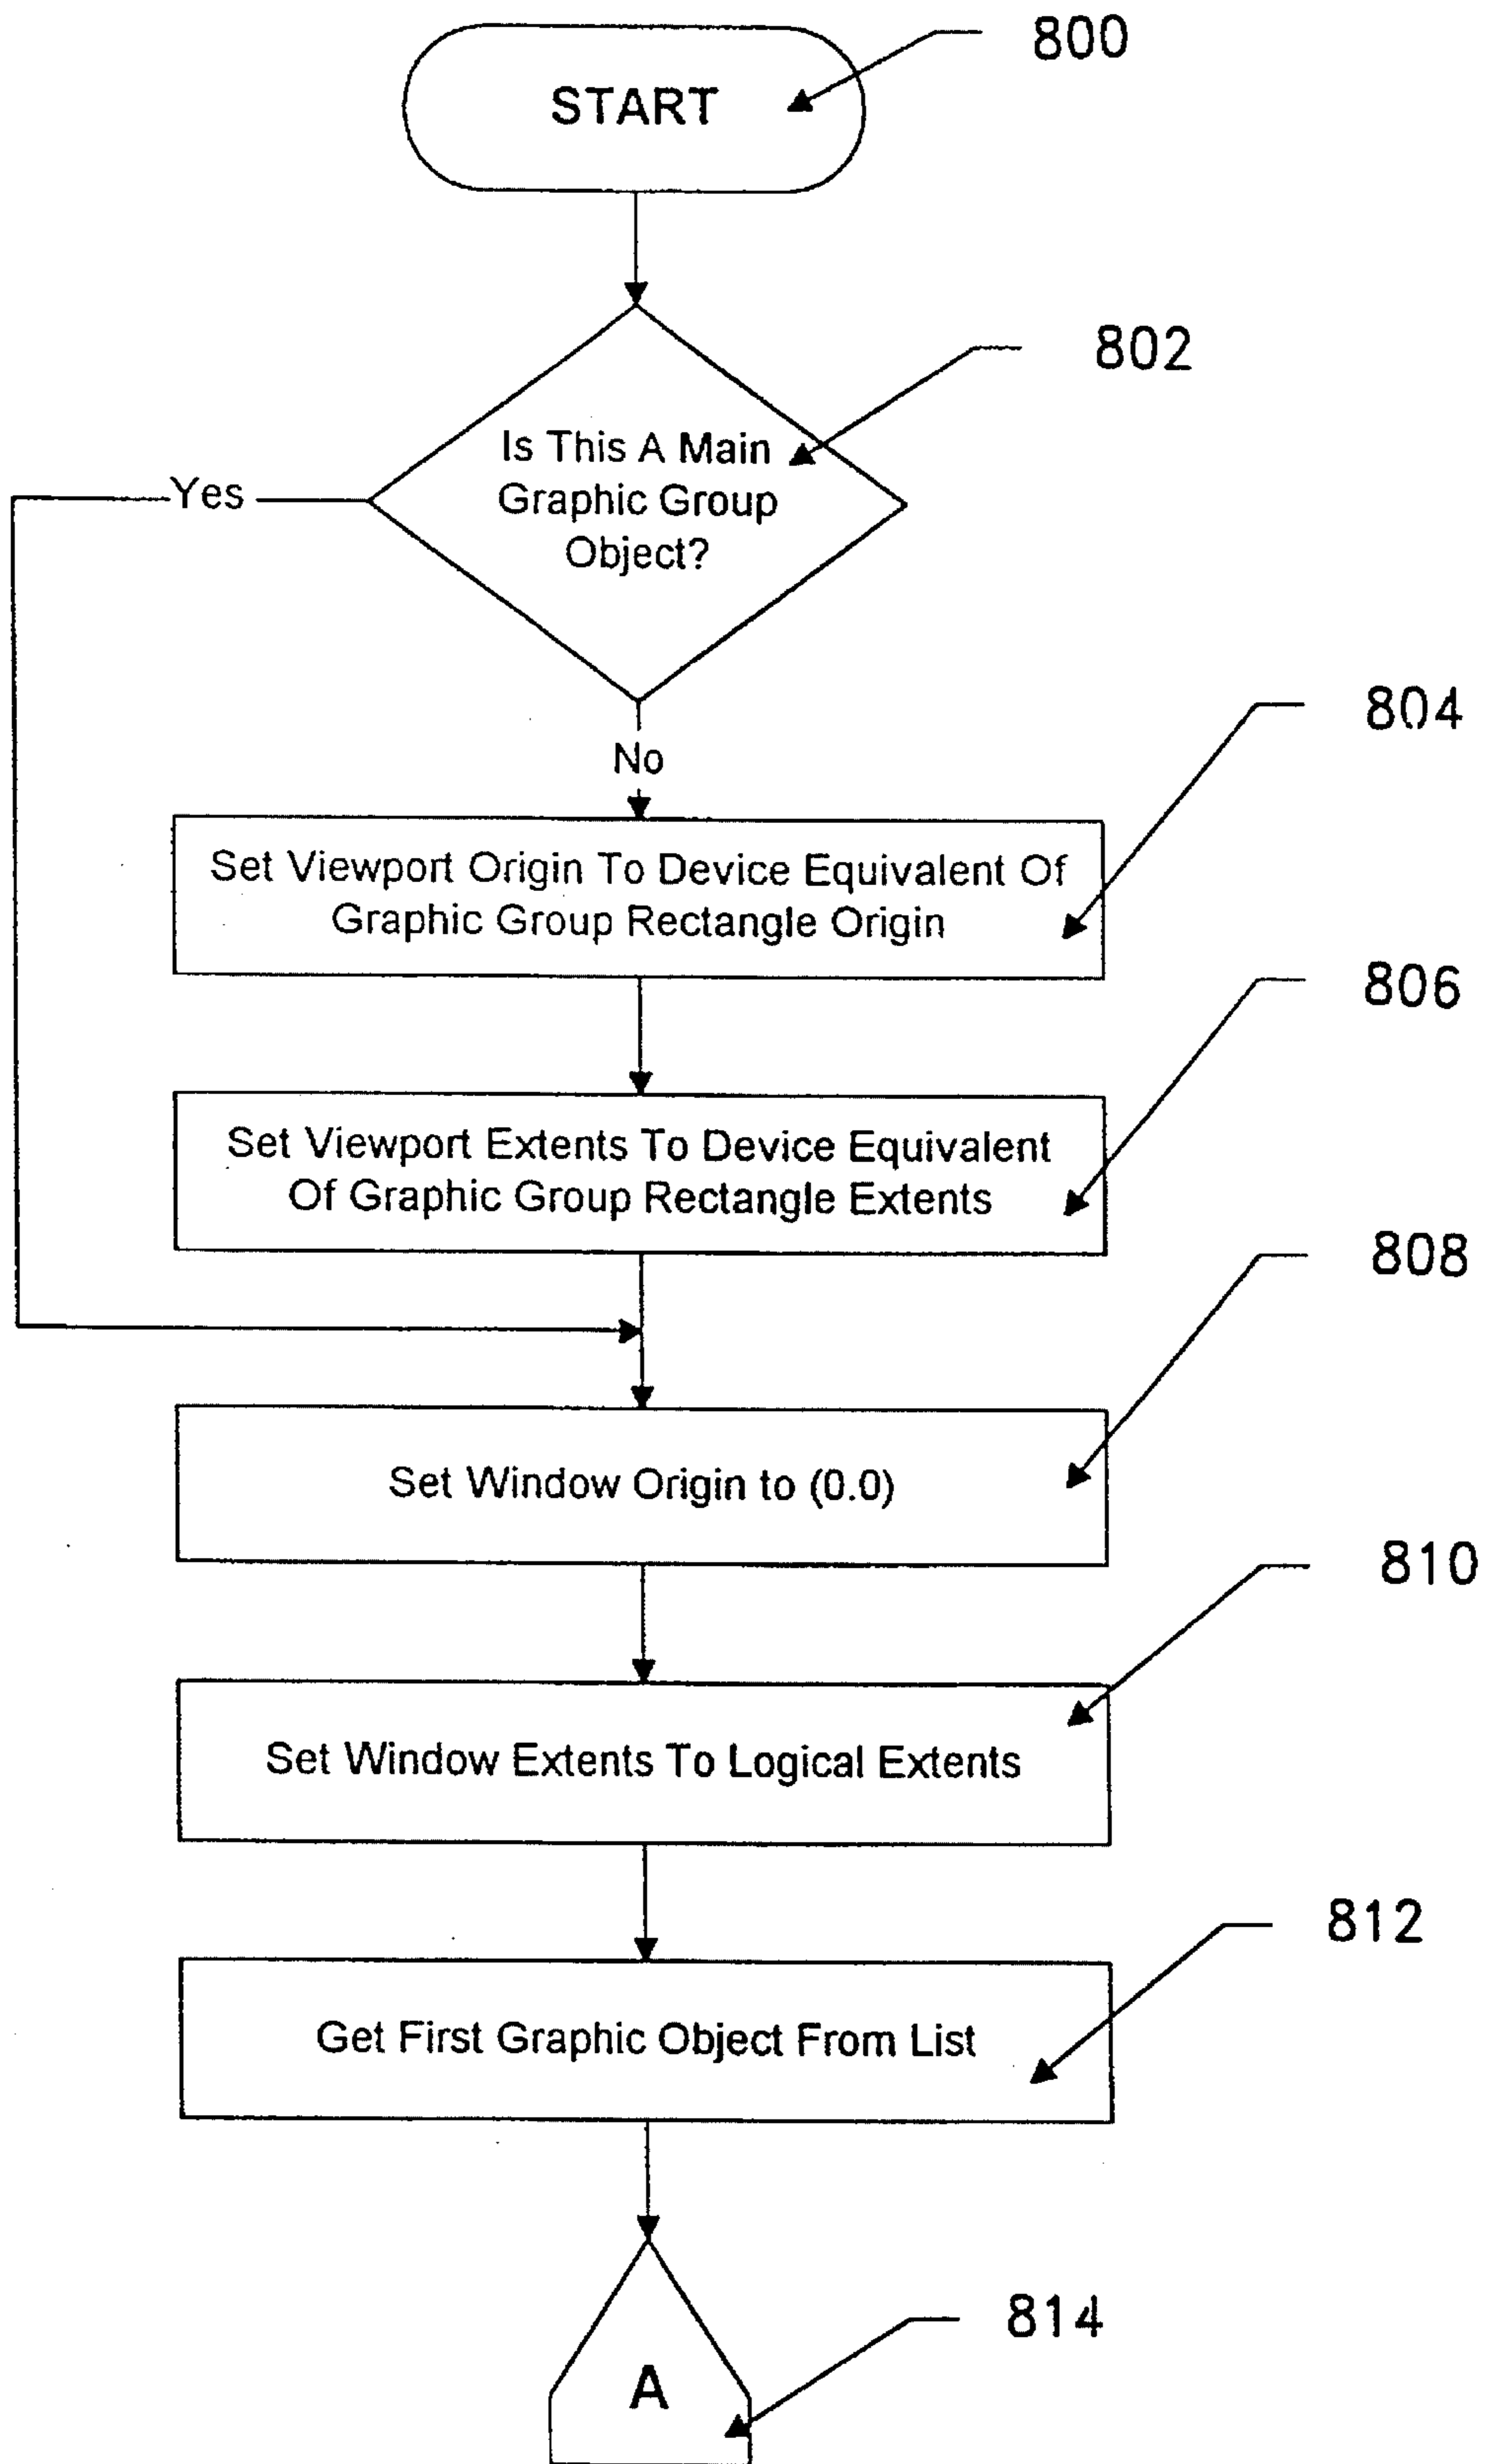 START
800
802
Is This A Main
Graphic Group
Object?
Yes
No
804
Set Viewport Origin To Device Equivalent Of
Graphic Group Rectangle Origin
806
Set Viewport Extents To Device Equivalent
Of Graphic Group Rectangle Extents
808
Set Window Origin to (0.0)
810
Set Window Extents To Logical Extents
812
Get First Graphic Object From List
814
A